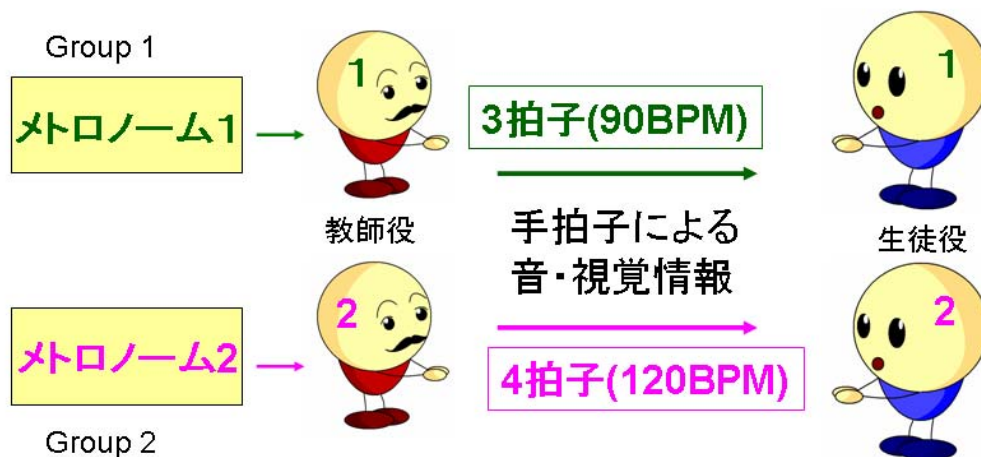 Group 1
メトロノーム1
1
3拍子(90BPM)
1
教師役
手拍子による
音・視覚情報
生徒役
メトロノーム2
2
4拍子(120BPM)
2
Group 2